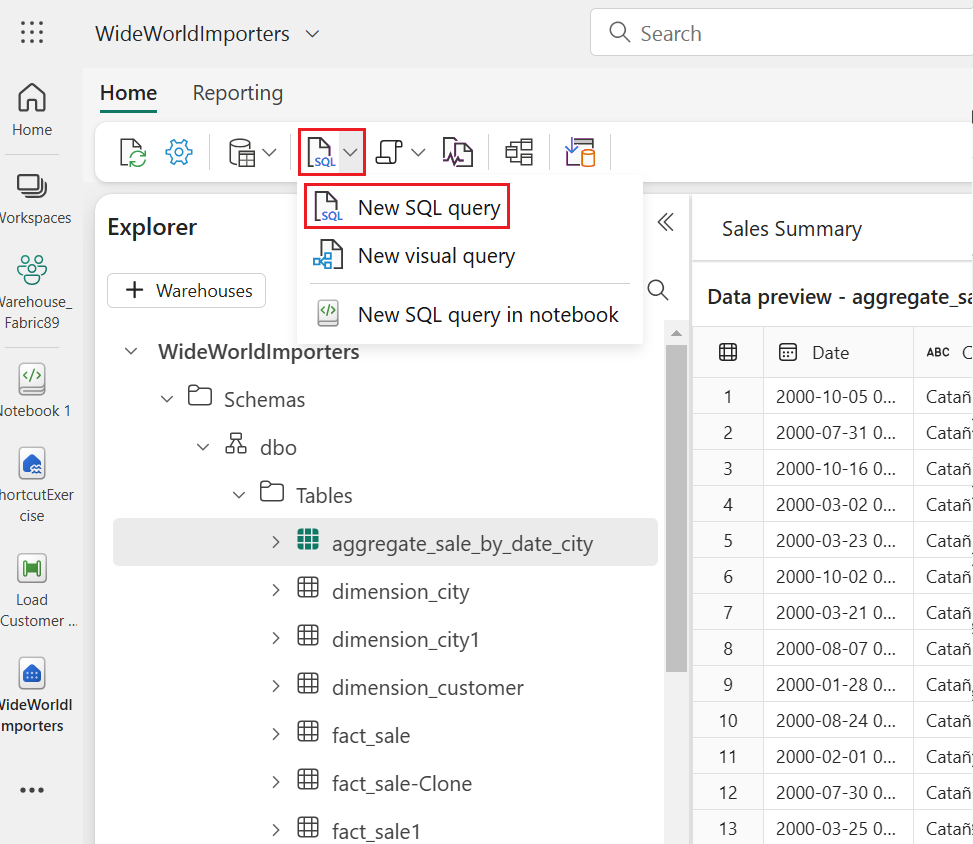 WideWorldImporters
Search
Home
Reporting
Home
SQL
SQL
New SQL query
New visual query
New SQL query in notebook
Workspaces
Warehouse_
Fabric89
Notebook 1
hortcutExer
cise
Load
Customer ...
WideWorldI
mporters
Explorer
Warehouses
WideWorldImporters
Schemas
dbo
Tables
aggregate_sale_by_date_city
dimension_city
dimension_city1
dimension_customer
fact_sale
fact_sale-Clone
fact_sale1
Sales Summary
Data preview - aggregate_sa
Date ABC C
1 2000-10-05 0... Catañ
2 2000-07-31 0... Catañ
3 2000-10-16 0... Catañ
4 2000-03-02 0... Catañ
5 2000-03-23 0... Catañ
6 2000-10-02 0... Catañ
7 2000-03-21 0... Catañ
8 2000-08-07 0... Catañ
9 2000-01-28 0... Catañ
10 2000-08-24 0... Catañ
11 2000-02-01 0... Catañ
12 2000-07-30 0... Catañ
13 2000-03-25 0... Catañ